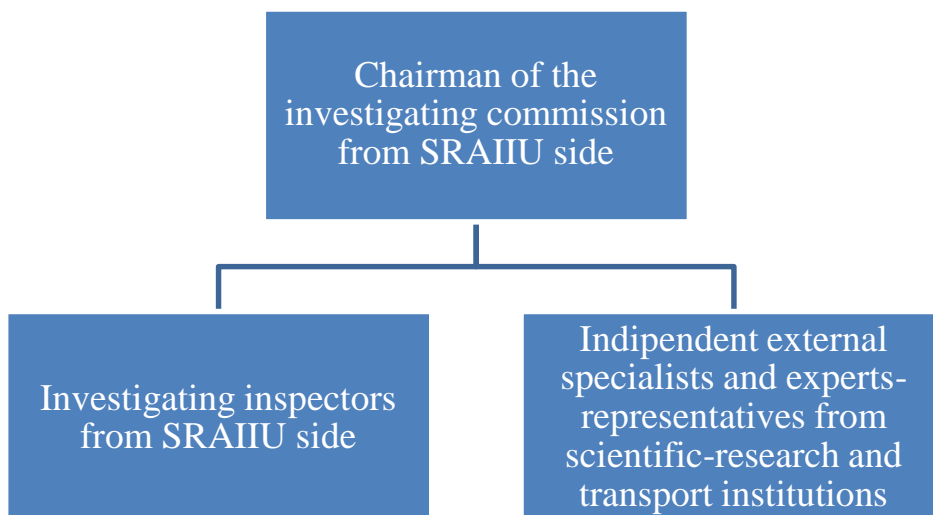 Chairman of the
investigating commission
from SRAIIU side
Investigating inspectors
from SRAIIU side
Indipendent external
specialists and experts-
representatives from
scientific-research and
transport institutions